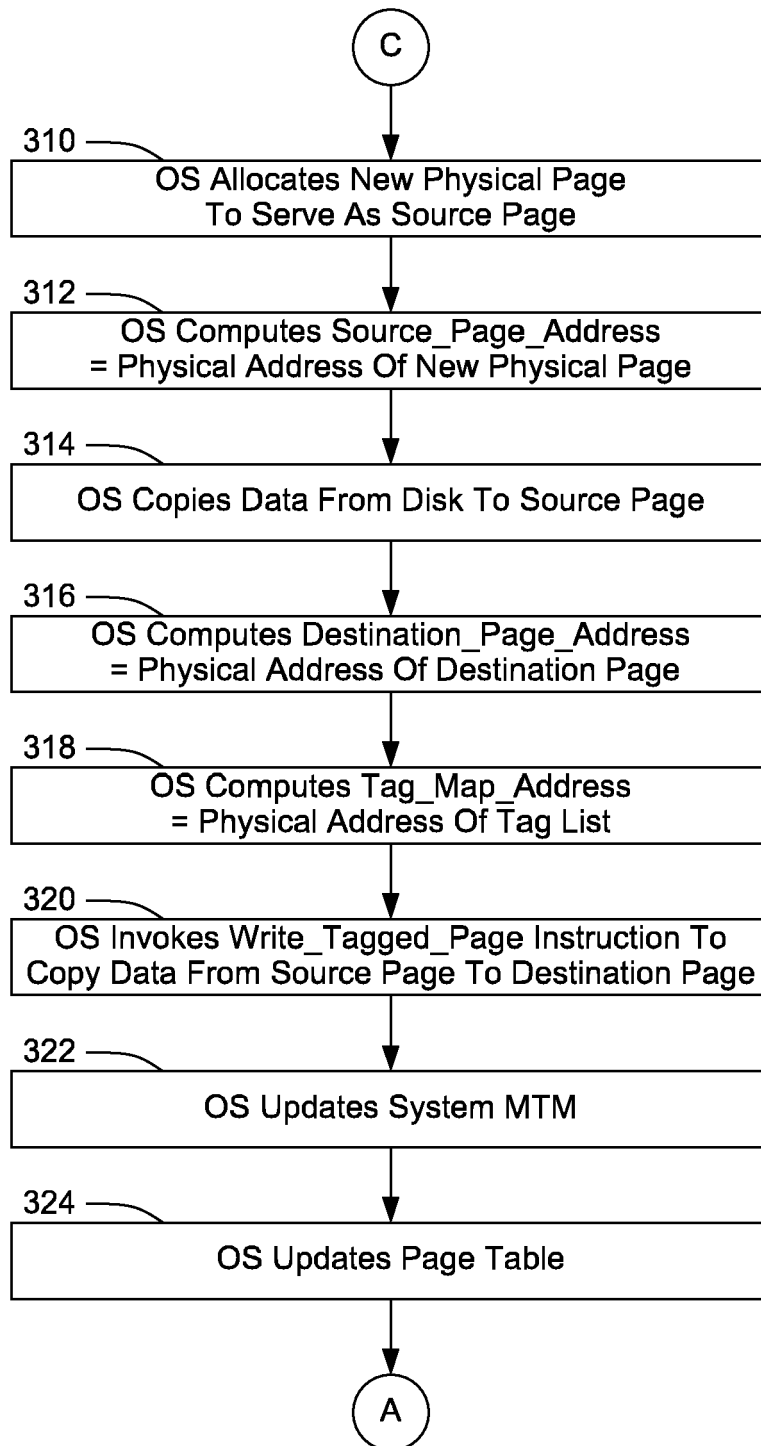 C
310
OS Allocates New Physical Page
To Serve As Source Page
312
OS Computes Source_Page_Address
= Physical Address Of New Physical Page
314
OS Copies Data From Disk To Source Page
316
OS Computes Destination_Page_Address
= Physical Address Of Destination Page
318
OS Computes Tag_Map_Address
= Physical Address Of Tag List
320
OS Invokes Write_Tagged_Page Instruction To
Copy Data From Source Page To Destination Page
322
OS Updates System MTM
324
OS Updates Page Table
A